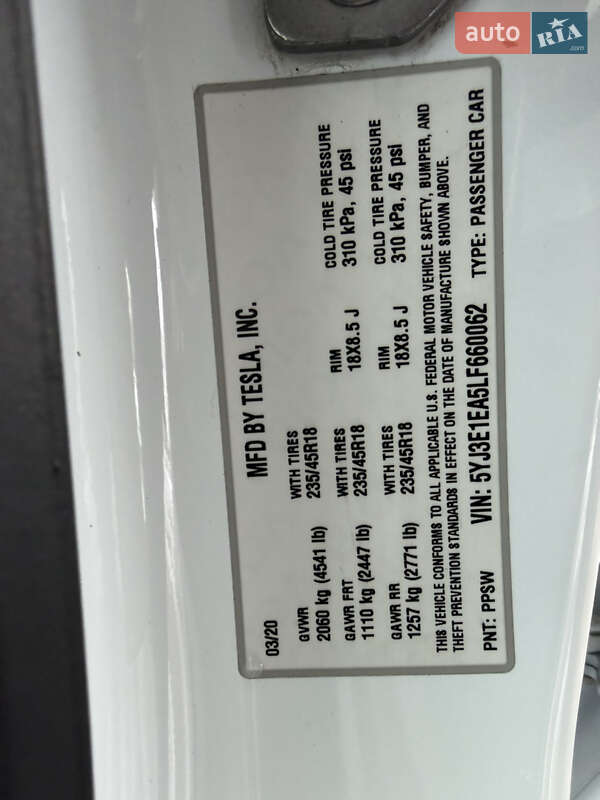 auto RIA.com
MFD BY TESLA, INC.
03/20
GVWR WITH TIRES
2060 kg (4541 lb) 235/45R18
GAWR FRT WITH TIRES RIM COLD TIRE PRESSURE
1110 kg (2447 lb) 235/45R18 18X8.5 J 310 kPa, 45 psi
GAWR RR WITH TIRES RIM COLD TIRE PRESSURE
1257 kg (2771 lb) 235/45R18 18X8.5 J 310 kPa, 45 psi
THIS VEHICLE CONFORMS TO ALL APPLICABLE U.S. FEDERAL MOTOR VEHICLE SAFETY, BUMPER, AND
THEFT PREVENTION STANDARDS IN EFFECT ON THE DATE OF MANUFACTURE SHOWN ABOVE.
PNT: PPSW VIN: 5YJ3E1EA5LF660062 TYPE: PASSENGER CAR